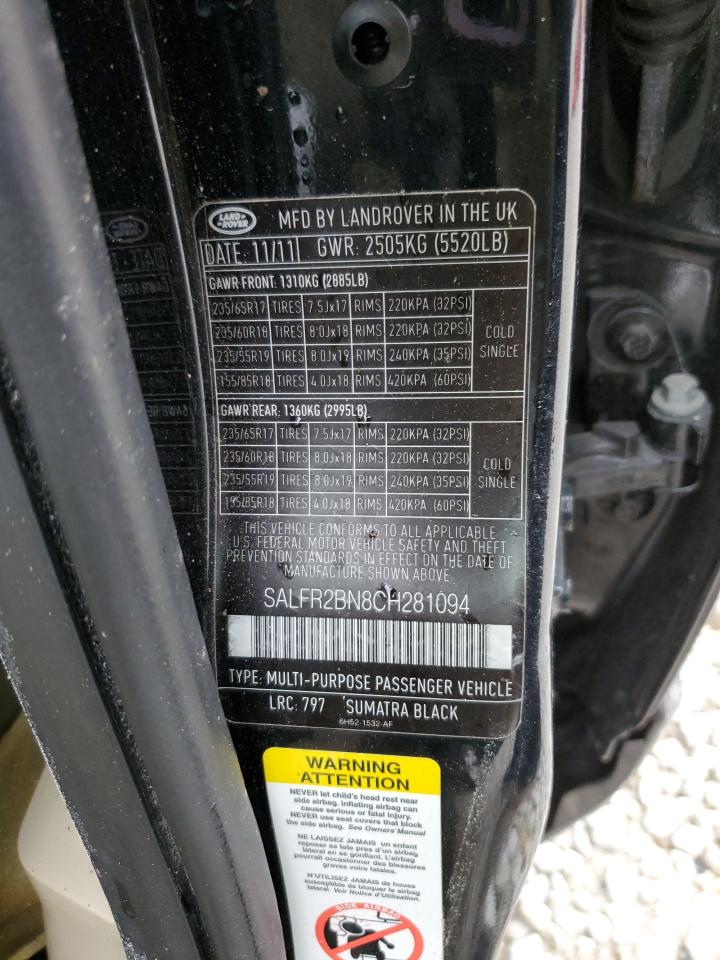 LAND ROVER
MFD BY LANDROVER IN THE UK
DATE: 11/11 GWR: 2505KG (5520LB)
GAWR FRONT: 1310KG (2885LB)
235/65R17 TIRES 7.5Jx17 RIMS 220KPA (32PSI)
235/60R18 TIRES 8.0Jx18 RIMS 220KPA (32PSI)
235/55R19 TIRES 8.0Jx19 RIMS 240KPA (35PSI)
155/85R18 TIRES 4.0Jx18 RIMS 420KPA (60PSI)
COLD
SINGLE
GAWR REAR: 1360KG (2995LB)
235/65R17 TIRES 7.5Jx17 RIMS 220KPA (32PSI)
235/60R18 TIRES 8.0Jx18 RIMS 220KPA (32PSI)
235/55R19 TIRES 8.0Jx19 RIMS 240KPA (35PSI)
155/85R18 TIRES 4.0Jx18 RIMS 420KPA (60PSI)
COLD
SINGLE
THIS VEHICLE CONFORMS TO ALL APPLICABLE
U.S. FEDERAL MOTOR VEHICLE SAFETY AND THEFT
PREVENTION STANDARDS IN EFFECT ON THE DATE OF
MANUFACTURE SHOWN ABOVE
SALFR2BN8CH281094
TYPE: MULTI-PURPOSE PASSENGER VEHICLE
LRC: 797 SUMATRA BLACK
6H52-1532-AF
WARNING
ATTENTION
NEVER let child's head rest near
side airbag. inflating airbag can
cause serious or fatal injury.
NEVER use seat covers that block
the side airbag. See Owners Manual
NE LAISSEZ JAMAIS un enfant
reposer se tete pres d'un airbag
lateral en se gonflant. L'airbag
pourrait occasionner des blessures
graves voire fatales.
N'UTILISEZ JAMAIS de houses
susceptible de bloquer le airbag
lateral. Voir Notice d'Utilisation.
SIDE AIRBAG